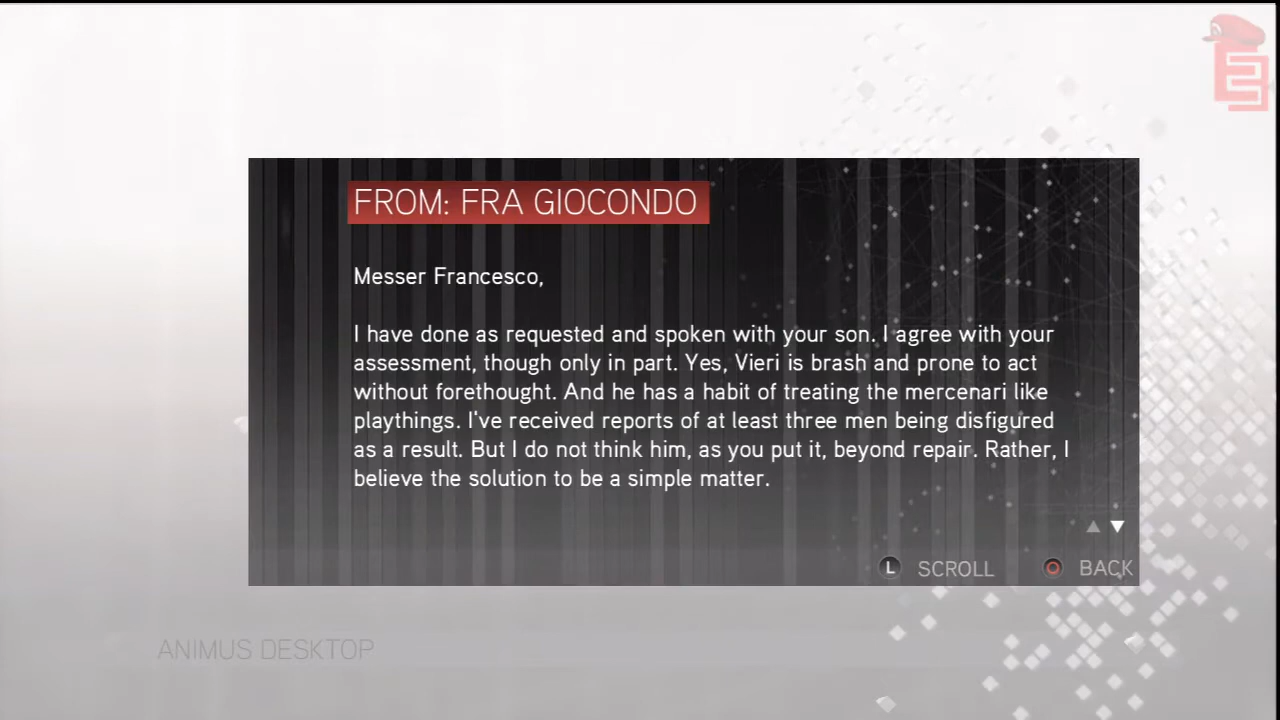 FROM: FRA GIOCONDO
Messer Francesco,
I have done as requested and spoken with your son. I agree with your
assessment, though only in part. Yes, Vieri is brash and prone to act
without forethought. And he has a habit of treating the mercenari like
playthings. I've received reports of at least three men being disfigured
as a result. But I do not think him, as you put it, beyond repair. Rather, I
believe the solution to be a simple matter.
L SCROLL BACK
ANIMUS DESKTOP